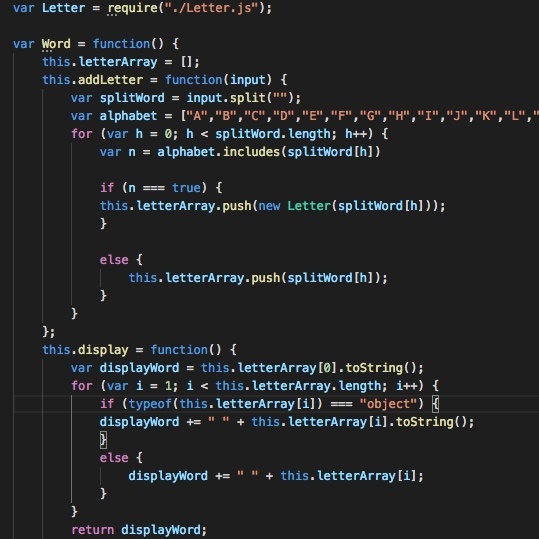 var Letter = require("./Letter.js");
var Word = function() {
this.letterArray = [];
this.addLetter = function(input) {
var splitWord = input.split("");
var alphabet = ["A","B","C","D","E","F","G","H","I","J","K","L","
for (var h = 0; h < splitWord.length; h++) {
var n = alphabet.includes(splitWord[h])
if (n === true) {
this.letterArray.push(new Letter(splitWord[h]));
}
else {
this.letterArray.push(splitWord[h]);
}
}
};
this.display = function() {
var displayWord = this.letterArray[0].toString();
for (var i = 1; i < this.letterArray.length; i++) {
if (typeof(this.letterArray[i]) === "object") {
displayWord += " " + this.letterArray[i].toString();
}
else {
displayWord += " " + this.letterArray[i];
}
}
return displayWord;